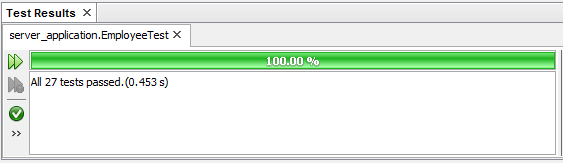 Test Results
server_application.EmployeeTest
100.00 %
All 27 tests passed.(0.453 s)
>>